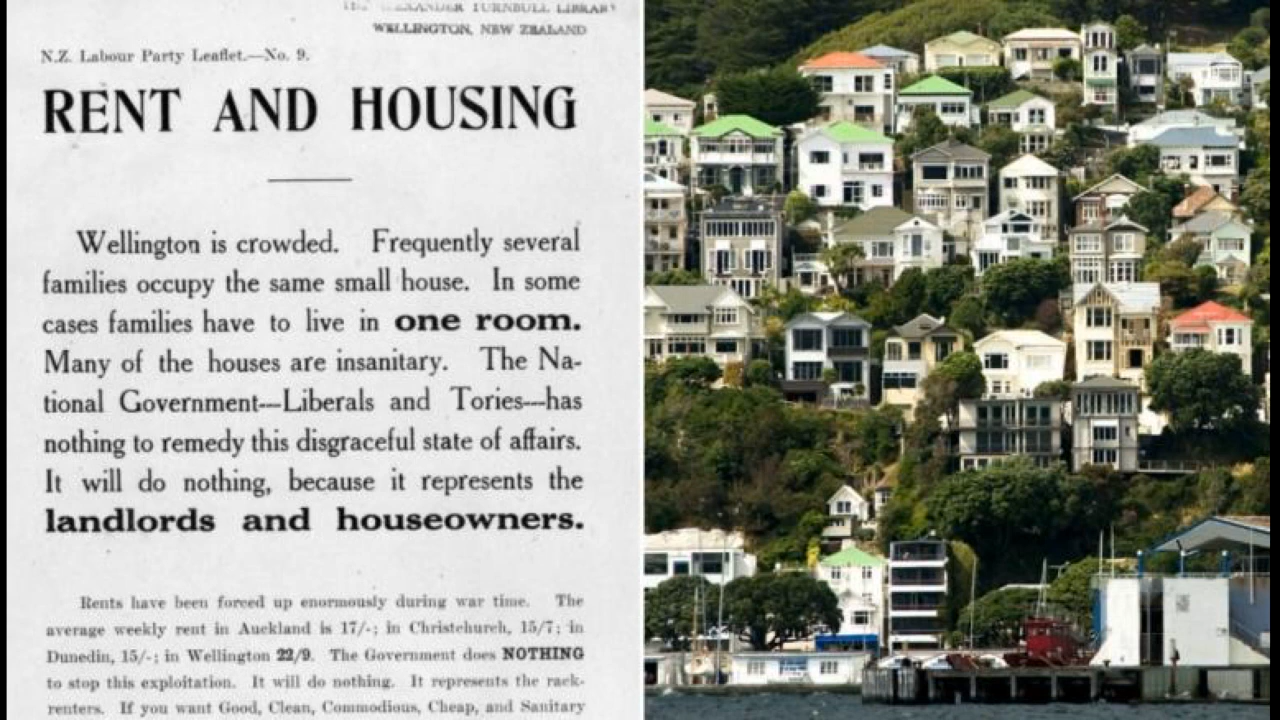 THE ALEXANDER TURNBULL LIBRARY
WELLINGTON, NEW ZEALAND
N.Z. Labour Party Leaflet.—No. 9.
RENT AND HOUSING
Wellington is crowded. Frequently several
families occupy the same small house. In some
cases families have to live in one room.
Many of the houses are insanitary. The Na-
tional Government—Liberals and Tories—has
nothing to remedy this disgraceful state of affairs.
It will do nothing, because it represents the
landlords and houseowners.
Rents have been forced up enormously during war time. The
average weekly rent in Auckland is 17/-; in Christchurch, 15/7; in
Dunedin, 15/-; in Wellington 22/9. The Government does NOTHING
to stop this exploitation. It will do nothing. It represents the rack-
renters. If you want Good, Clean, Commodious, Cheap, and Sanitary